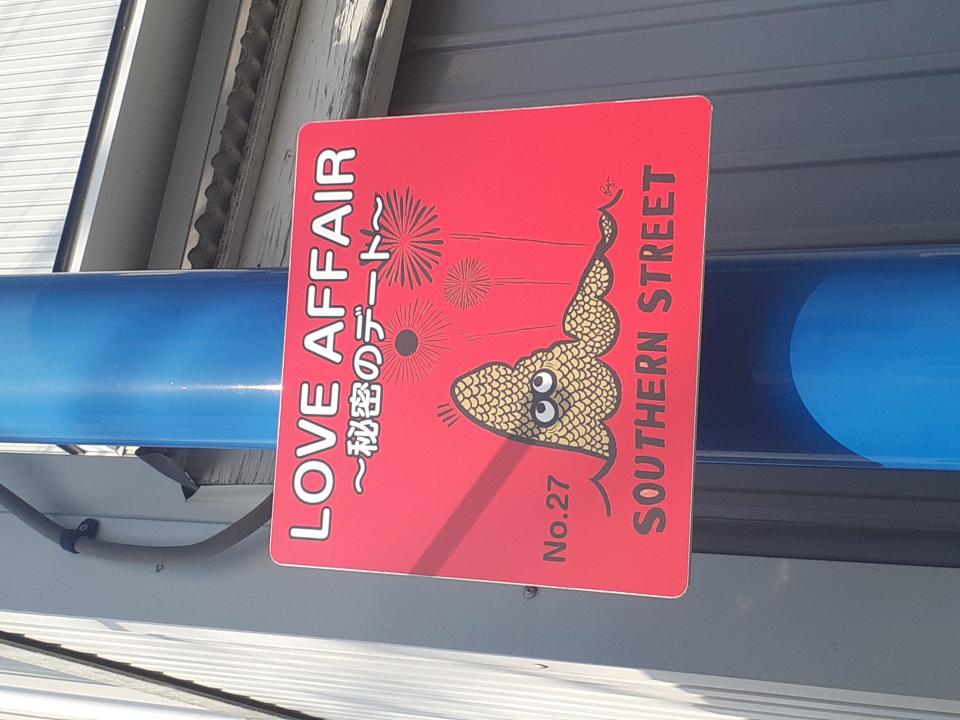 LOVE AFFAIR
～秘密のデート～
No.27
SOUTHERN STREET